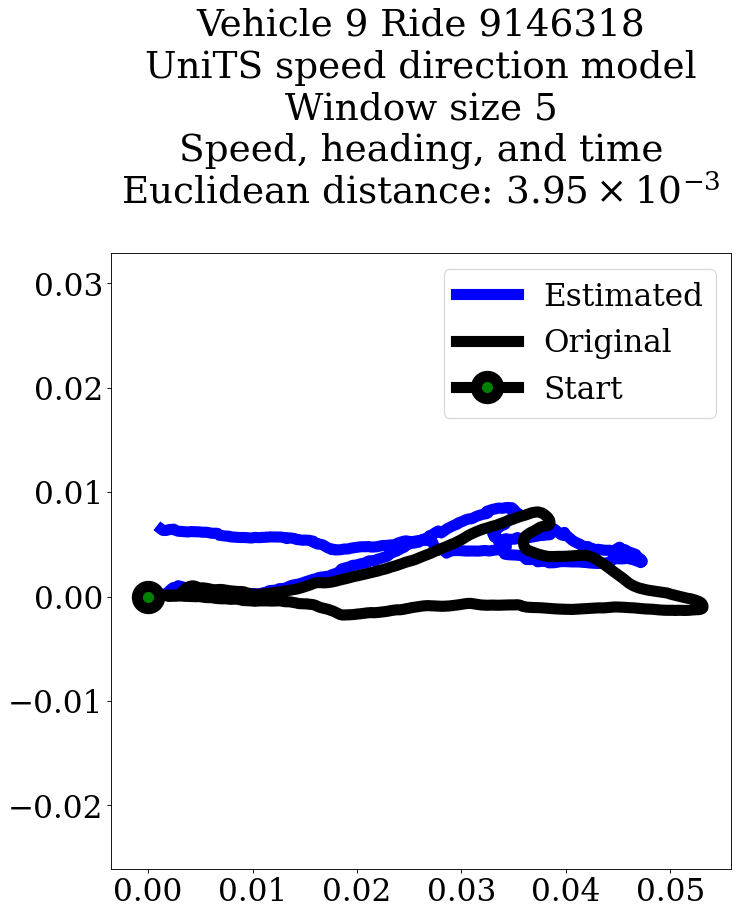 Vehicle 9 Ride 9146318
UniTS speed direction model
Window size 5
Speed, heading, and time
Euclidean distance: 3.95 × 10⁻³
Estimated
Original
Start
0.03
0.02
0.01
0.00
−0.01
−0.02
0.00 0.01 0.02 0.03 0.04 0.05